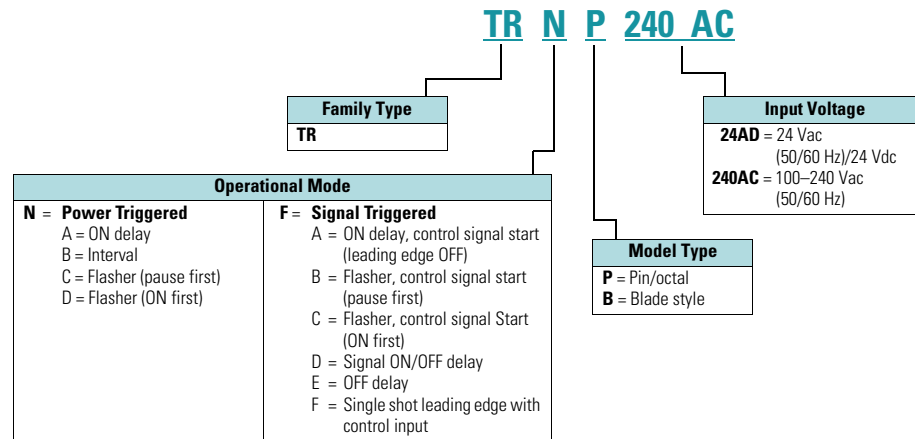 TR N P 240 AC
Family Type
TR
Input Voltage
24AD = 24 Vac
(50/60 Hz)/24 Vdc
240AC = 100–240 Vac
(50/60 Hz)
Operational Mode
N = Power Triggered
A = ON delay
B = Interval
C = Flasher (pause first)
D = Flasher (ON first)
F = Signal Triggered
A = ON delay, control signal start
(leading edge OFF)
B = Flasher, control signal start
(pause first)
C = Flasher, control signal Start
(ON first)
D = Signal ON/OFF delay
E = OFF delay
F = Single shot leading edge with
control input
Model Type
P = Pin/octal
B = Blade style